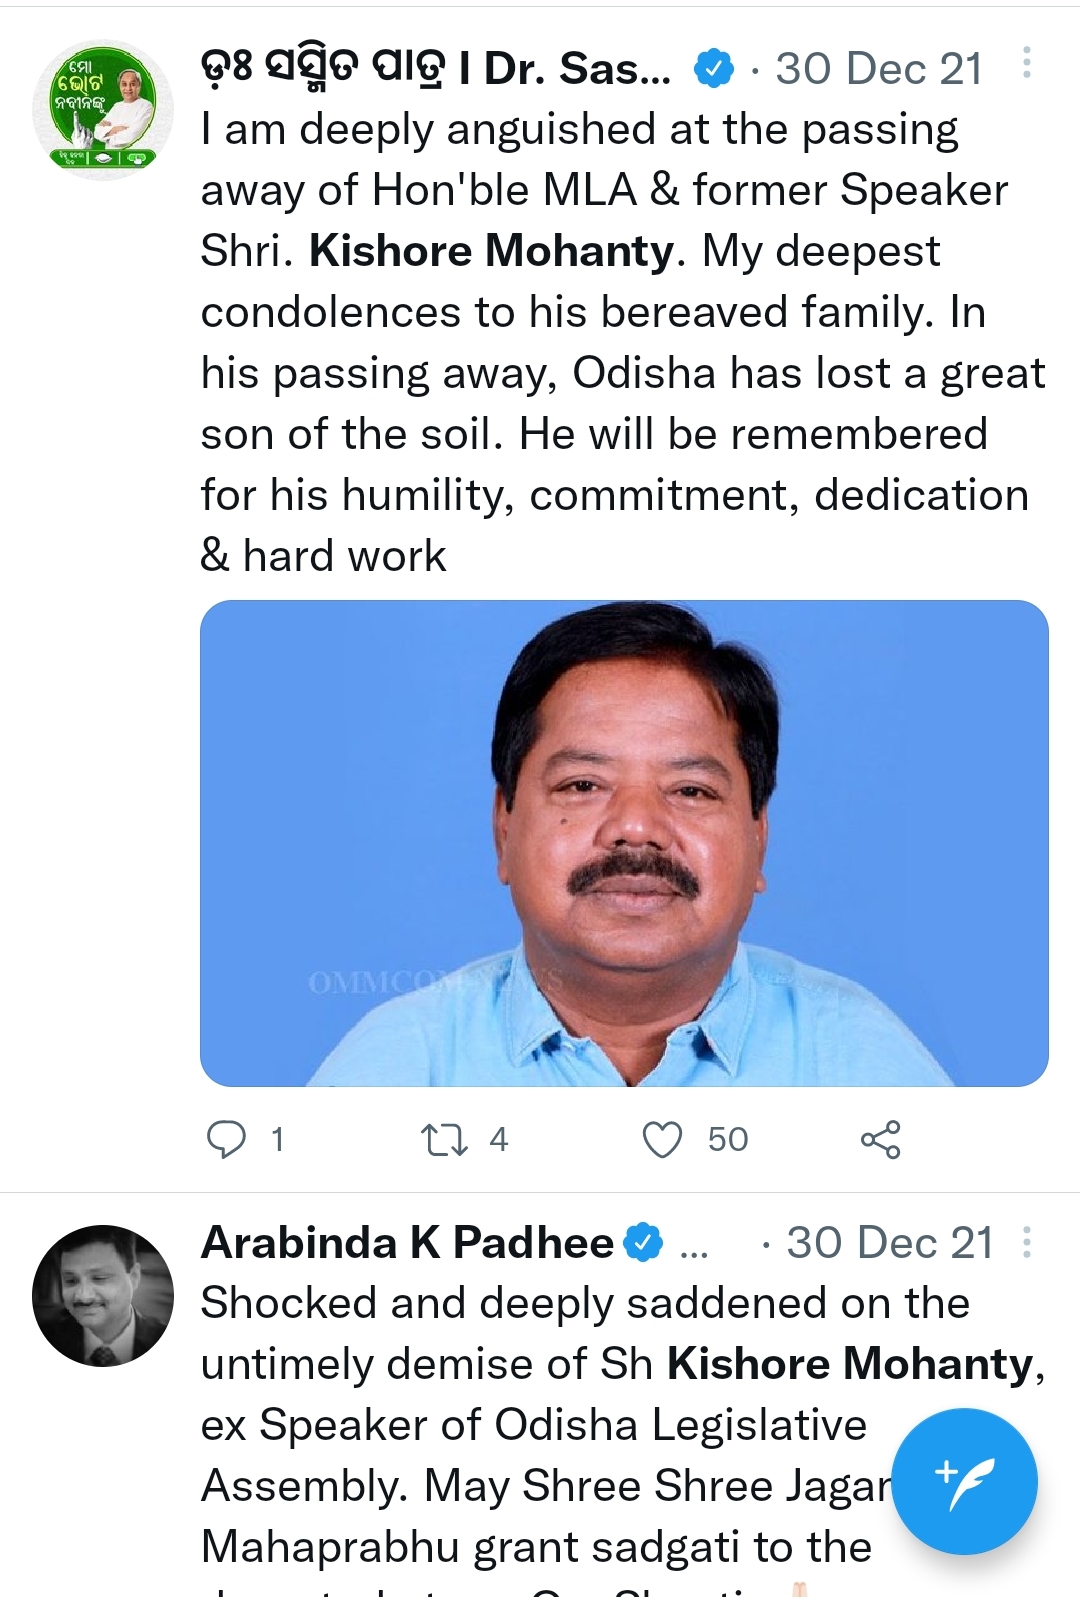 ମୋ
ଭୋଟ
ନବୀନଙ୍କୁ
ଡ଼ଃ ସସ୍ମିତ ପାତ୍ର I Dr. Sas... · 30 Dec 21
I am deeply anguished at the passing
away of Hon'ble MLA & former Speaker
Shri. Kishore Mohanty. My deepest
condolences to his bereaved family. In
his passing away, Odisha has lost a great
son of the soil. He will be remembered
for his humility, commitment, dedication
& hard work
OMMCOM NEWS
1 4 50
Arabinda K Padhee ... · 30 Dec 21
Shocked and deeply saddened on the
untimely demise of Sh Kishore Mohanty,
ex Speaker of Odisha Legislative
Assembly. May Shree Shree Jagan
Mahaprabhu grant sadgati to the